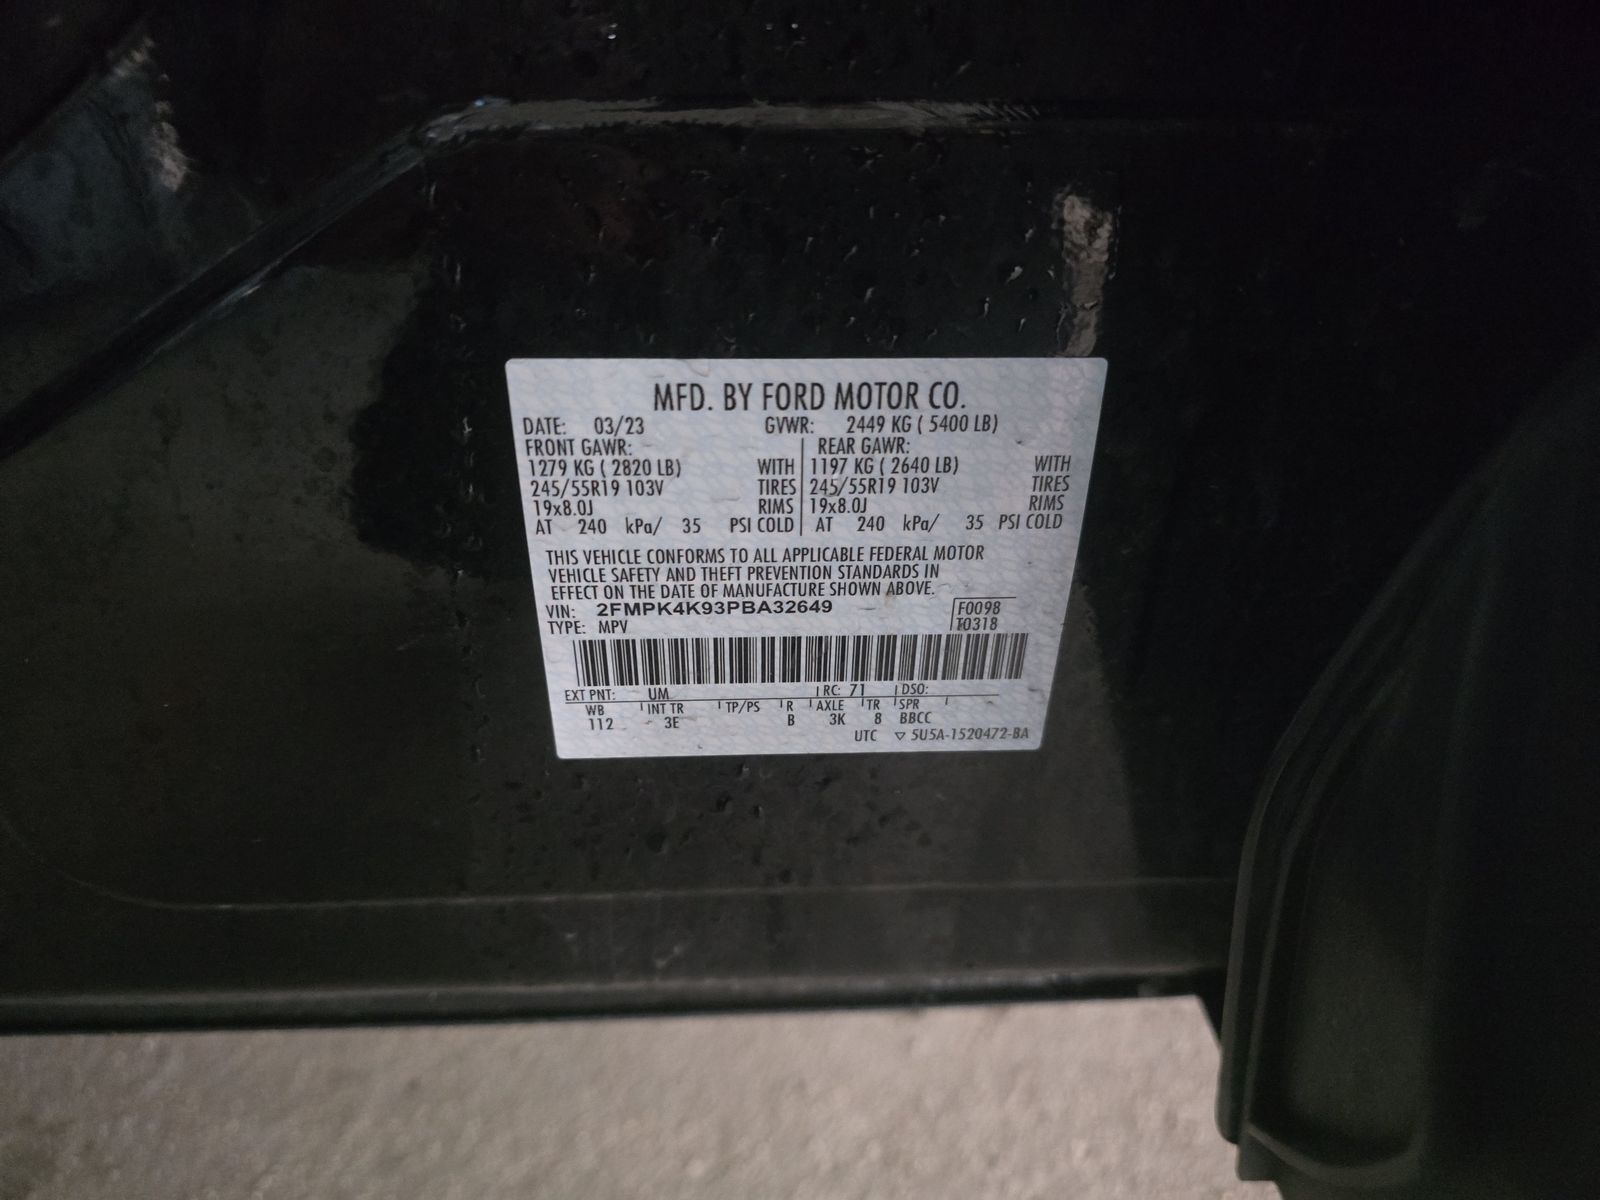 MFD. BY FORD MOTOR CO.
DATE: 03/23 GVWR: 2449 KG ( 5400 LB)
FRONT GAWR: REAR GAWR:
1279 KG ( 2820 LB) WITH 1197 KG ( 2640 LB) WITH
245/55R19 103V TIRES 245/55R19 103V TIRES
19x8.0J RIMS 19x8.0J RIMS
AT 240 kPa/ 35 PSI COLD AT 240 kPa/ 35 PSI COLD
THIS VEHICLE CONFORMS TO ALL APPLICABLE FEDERAL MOTOR
VEHICLE SAFETY AND THEFT PREVENTION STANDARDS IN
EFFECT ON THE DATE OF MANUFACTURE SHOWN ABOVE.
VIN: 2FMPK4K93PBA32649 F0098
TYPE: MPV T0318
EXT PNT: UM RC: 71 DSO:
WB INT TR TP/PS R AXLE TR SPR
112 3E B 3K 8 BBCC
UTC ▽ 5U5A-1520472-BA